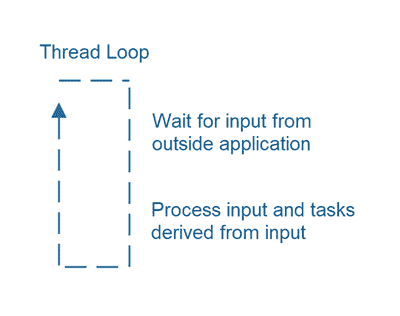 Thread Loop
Wait for input from
outside application
Process input and tasks
derived from input